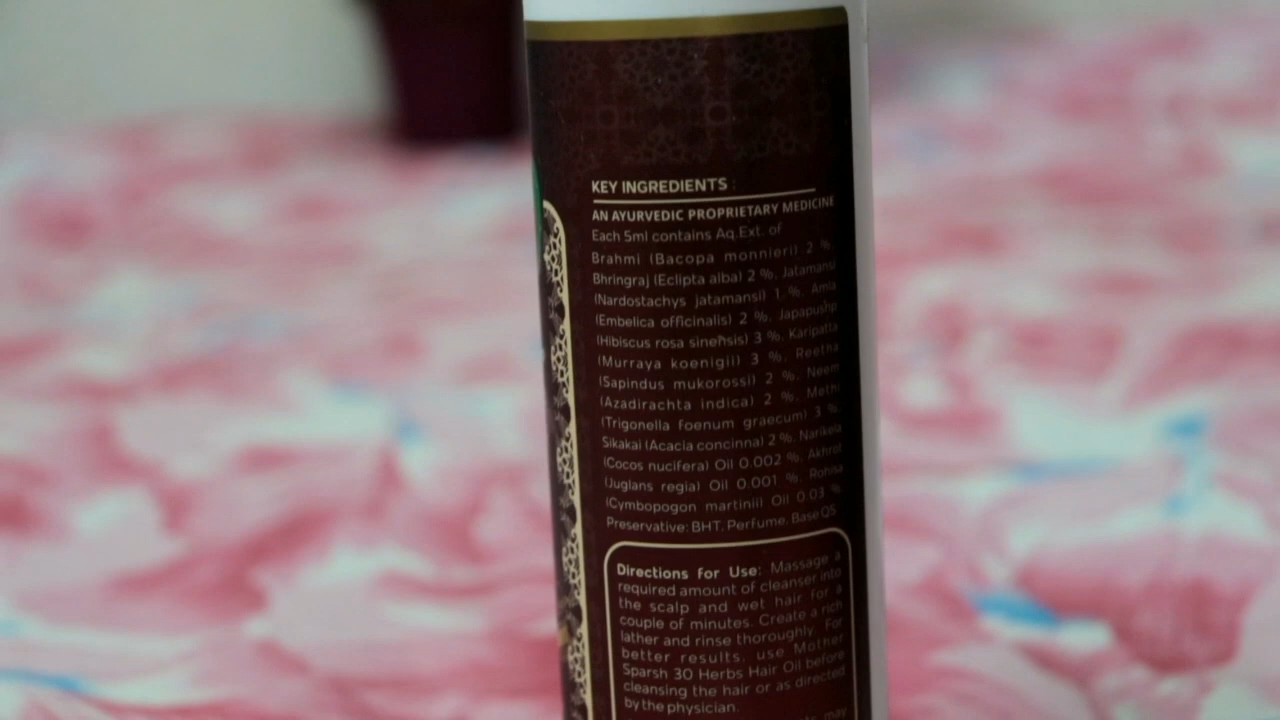 KEY INGREDIENTS :
AN AYURVEDIC PROPRIETARY MEDICINE
Each 5ml contains Aq.Ext. of
Brahmi (Bacopa monnieri) 2 %,
Bhringraj (Eclipta alba) 2 %, Jatamansi
(Nardostachys jatamansi) 1 %, Amla
(Embelica officinalis) 2 %, Japapushp
(Hibiscus rosa sinensis) 3 %, Karipatta
(Murraya koenigii) 3 %, Reetha
(Sapindus mukorossi) 2 %, Neem
(Azadirachta indica) 2 %, Methi
(Trigonella foenum graecum) 3 %,
Sikakai (Acacia concinna) 2 %, Narikela
(Cocos nucifera) Oil 0.002 %, Akhrot
(Juglans regia) Oil 0.001 %, Rohisa
(Cymbopogon martinii) Oil 0.03 %
Preservative: BHT, Perfume, Base QS
Directions for Use: Massage a
required amount of cleanser into
the scalp and wet hair for a
couple of minutes. Create a rich
lather and rinse thoroughly. For
better results, use Mother
Sparsh 30 Herbs Hair Oil before
cleansing the hair or as directed
by the physician.
may